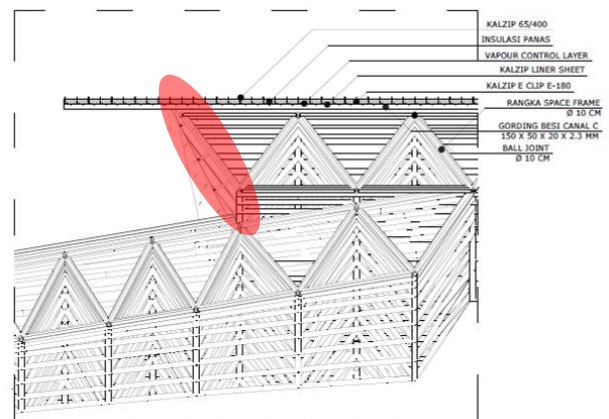 KALZIP 65/400
INSULASI PANAS
VAPOUR CONTROL LAYER
KALZIP LINER SHEET
KALZIP E CLIP E-180
RANGKA SPACE FRAME
Ø 10 CM
GORDING BESI CANAL C
150 X 50 X 20 X 2.3 MM
BALL JOINT
Ø 10 CM